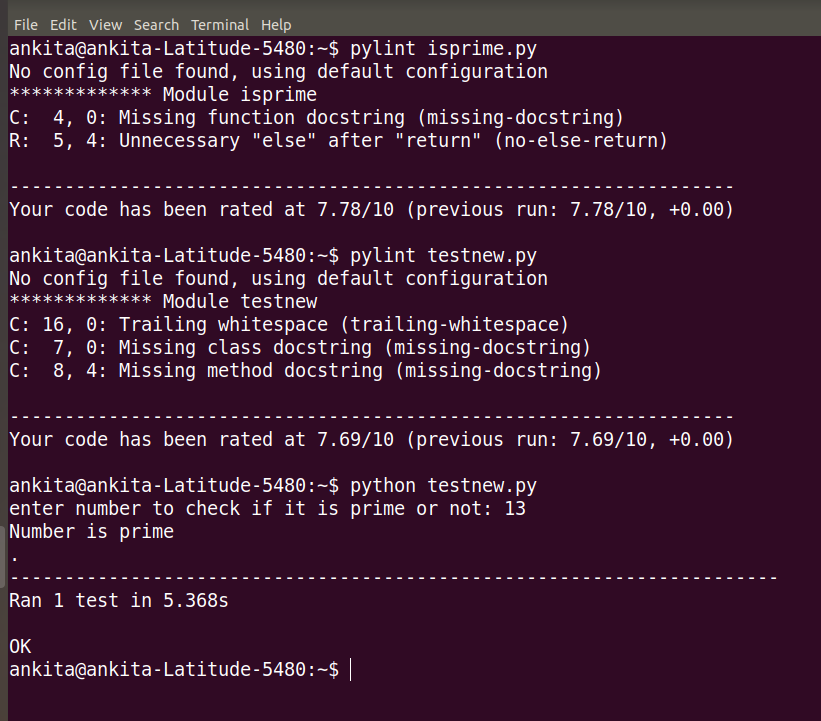 File Edit View Search Terminal Help
ankita@ankita-Latitude-5480:~$ pylint isprime.py
No config file found, using default configuration
************* Module isprime
C:  4, 0: Missing function docstring (missing-docstring)
R:  5, 4: Unnecessary "else" after "return" (no-else-return)
------------------------------------------------------------------
Your code has been rated at 7.78/10 (previous run: 7.78/10, +0.00)
ankita@ankita-Latitude-5480:~$ pylint testnew.py
No config file found, using default configuration
************* Module testnew
C: 16, 0: Trailing whitespace (trailing-whitespace)
C:  7, 0: Missing class docstring (missing-docstring)
C:  8, 4: Missing method docstring (missing-docstring)
------------------------------------------------------------------
Your code has been rated at 7.69/10 (previous run: 7.69/10, +0.00)
ankita@ankita-Latitude-5480:~$ python testnew.py
enter number to check if it is prime or not: 13
Number is prime
.
----------------------------------------------------------------------
Ran 1 test in 5.368s
OK
ankita@ankita-Latitude-5480:~$